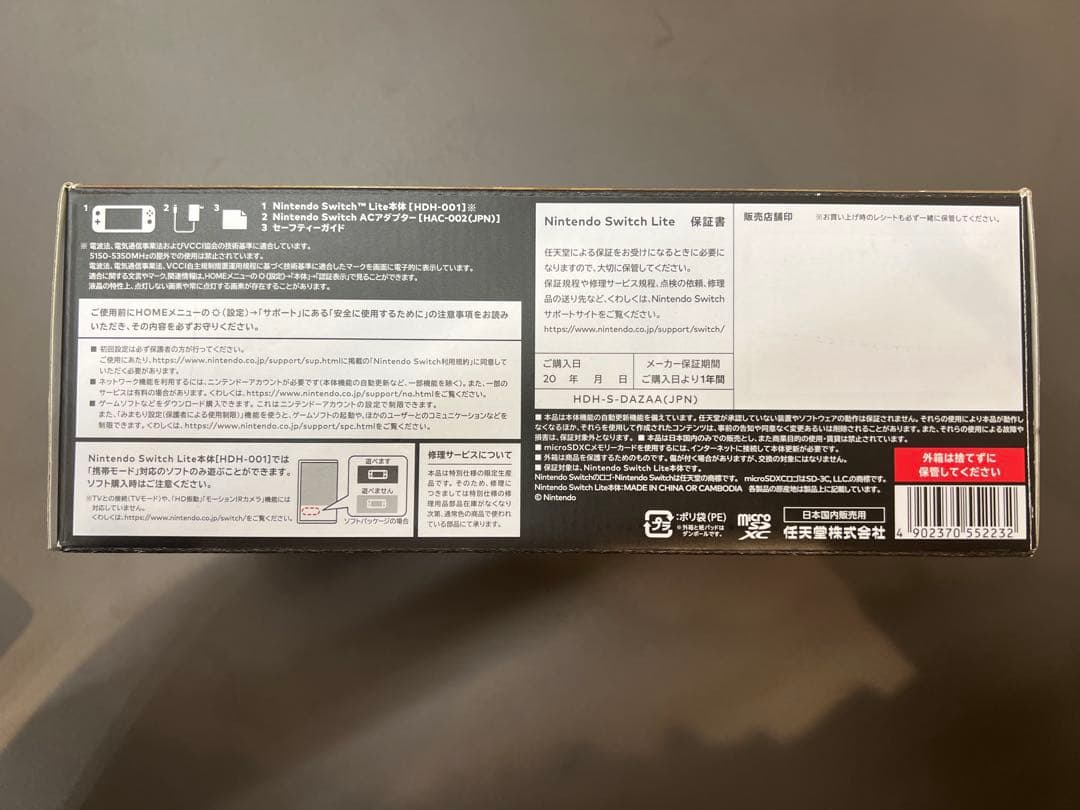 1 2 3
1 Nintendo Switch™ Lite本体 [HDH-001]※
2 Nintendo Switch ACアダプター [HAC-002(JPN)]
3 セーフティーガイド
※ 電波法、電気通信事業法およびVCCI協会の技術基準に適合しています。
5150-5350MHzの屋外での使用は禁止されています。
電波法、電気通信事業法、VCCI自主規制措置運用規程に基づく技術基準に適合したマークを画面に電子的に表示しています。
適合に関する文言やマーク、関連情報は、HOMEメニューの(設定)→「本体」→「認証表示」で見ることができます。
液晶の特性上、点灯しない画素や常に点灯する画素が存在することがあります。
ご使用前にHOMEメニューの(設定)→「サポート」にある「安全に使用するために」の注意事項をお読み
いただき、その内容を必ずお守りください。
■ 初回設定は必ず保護者の方が行ってください。
ご使用にあたり、https://www.nintendo.co.jp/support/sup.htmlに掲載の「Nintendo Switch利用規約」に同意して
いただく必要があります。
■ ネットワーク機能を利用するには、ニンテンドーアカウントが必要です(本体機能の自動更新など、一部機能を除く)。また、一部の
サービスは有料の場合があります。くわしくは、https://www.nintendo.co.jp/support/na.htmlをご覧ください。
■ ゲームソフトなどをダウンロード購入できます。これはニンテンドーアカウントの設定で制限できます。
また、「みまもり設定(保護者による使用制限)」機能を使うと、ゲームソフトの起動や、ほかのユーザーとのコミュニケーションなどを
制限できます。くわしくは、https://www.nintendo.co.jp/support/spc.htmlをご覧ください。
Nintendo Switch Lite本体[HDH-001]では
「携帯モード」対応のソフトのみ遊ぶことができます。
ソフト購入時はご注意ください。
※TVとの接続(TVモード)や、「HD振動」「モーションIRカメラ」機能には
対応していません。
くわしくは、https://www.nintendo.co.jp/switch/をご覧ください。
遊べます
遊べません
ソフトパッケージの場合
修理サービスについて
本品は特別仕様の限定生産
品です。そのため、修理に
つきましては特別仕様の修
理用部品在庫がなくなり
次第、通常色の商品で使われ
ている部品にて承ります。
Nintendo Switch Lite 保証書
任天堂による保証をお受けになるときに必要に
なりますので、大切に保管してください。
保証規程や修理サービス規程、点検の依頼、修理
品の送り先など、くわしくは、Nintendo Switch
サポートサイトをご覧ください。
https://www.nintendo.co.jp/support/switch/
ご購入日
20 年 月 日
メーカー保証期間
ご購入日より1年間
HDH-S-DAZAA(JPN)
販売店舗印 ※お買い上げ時のレシートも必ず一緒に保管してください。
■ 本品は本体機能の自動更新機能を備えています。任天堂が承認していない装置やソフトウェアの動作は保証されません。それらの使用により本品が動作し
なくなるほか、それらを使用して作成されたコンテンツは、事前の告知や同意なく変更あるいは削除されることがあります。また、それらの使用による故障や
損害は、保証対象外となります。 ■ 本品は日本国内のみでの販売とし、また商業目的の使用・賃貸は禁止されています。
■ microSDXCメモリーカードを使用するには、インターネットに接続して本体更新が必要です。
■ 外箱は商品を保護するためのものです。傷が付く場合がありますが、交換の対象にはなりません。
■ 保証対象は、Nintendo Switch Lite本体です。
Nintendo Switchのロゴ・Nintendo Switchは任天堂の商標です。 microSDXCロゴはSD-3C, LLC.の商標です。
Nintendo Switch Lite本体:MADE IN CHINA OR CAMBODIA 各製品の原産地は製品上に記載しています。
© Nintendo
外箱は捨てずに
保管してください
プラ
:ポリ袋(PE)
※外箱と紙パッドは
ダンボールです。
micro
SD
XC
日本国内販売用
任天堂株式会社
4 902370 552232